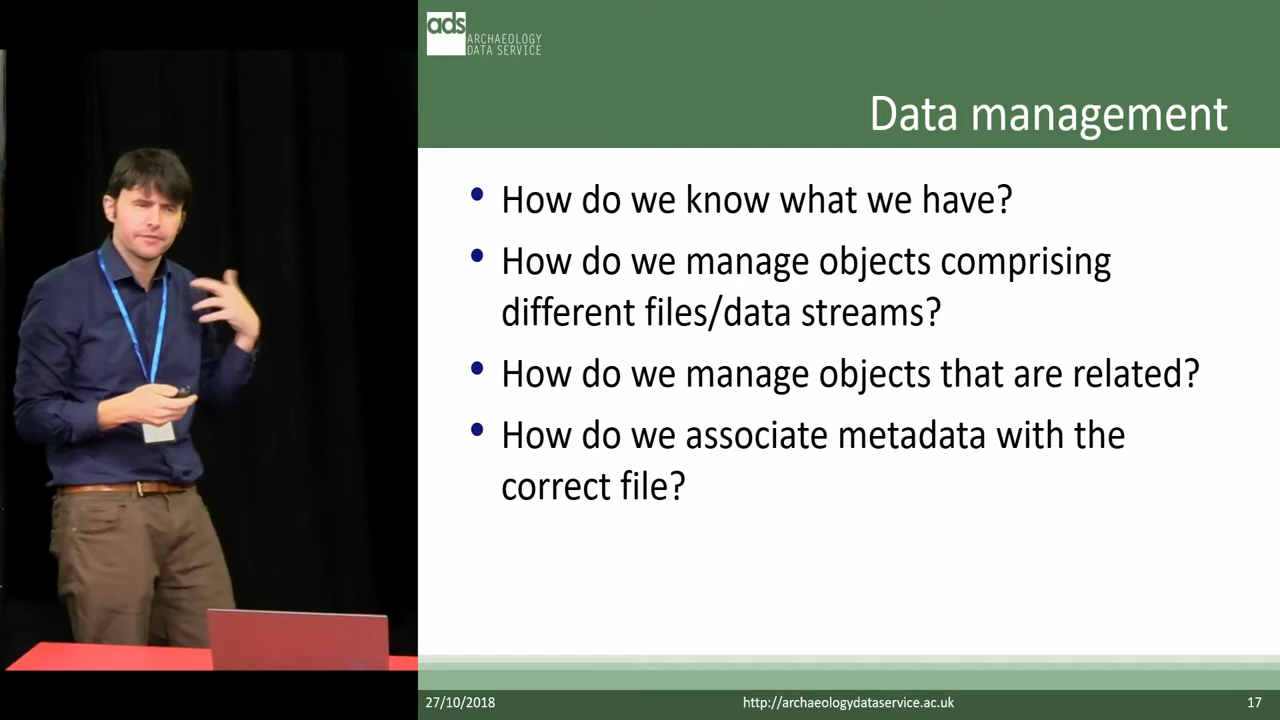 ads
ARCHAEOLOGY
DATA SERVICE
Data management
• How do we know what we have?
• How do we manage objects comprising
different files/data streams?
• How do we manage objects that are related?
• How do we associate metadata with the
correct file?
27/10/2018
http://archaeologydataservice.ac.uk
17